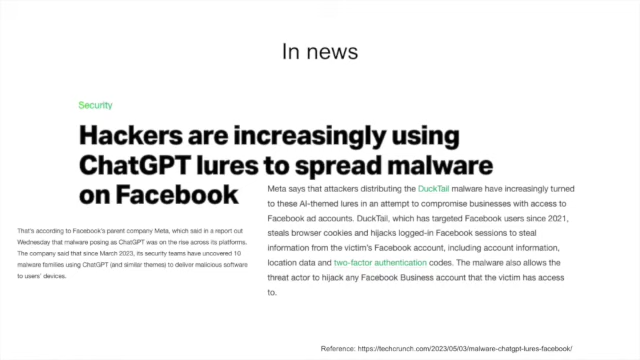 In news
Security
Hackers are increasingly using
ChatGPT lures to spread malware
on Facebook
That's according to Facebook's parent company Meta, which said in a report out
Wednesday that malware posing as ChatGPT was on the rise across its platforms.
The company said that since March 2023, its security teams have uncovered 10
malware families using ChatGPT (and similar themes) to deliver malicious software
to users' devices.
Meta says that attackers distributing the DuckTail malware have increasingly turned
to these AI-themed lures in an attempt to compromise businesses with access to
Facebook ad accounts. DuckTail, which has targeted Facebook users since 2021,
steals browser cookies and hijacks logged-in Facebook sessions to steal
information from the victim's Facebook account, including account information,
location data and two-factor authentication codes. The malware also allows the
threat actor to hijack any Facebook Business account that the victim has access
to.
Reference: https://techcrunch.com/2023/05/03/malware-chatgpt-lures-facebook/